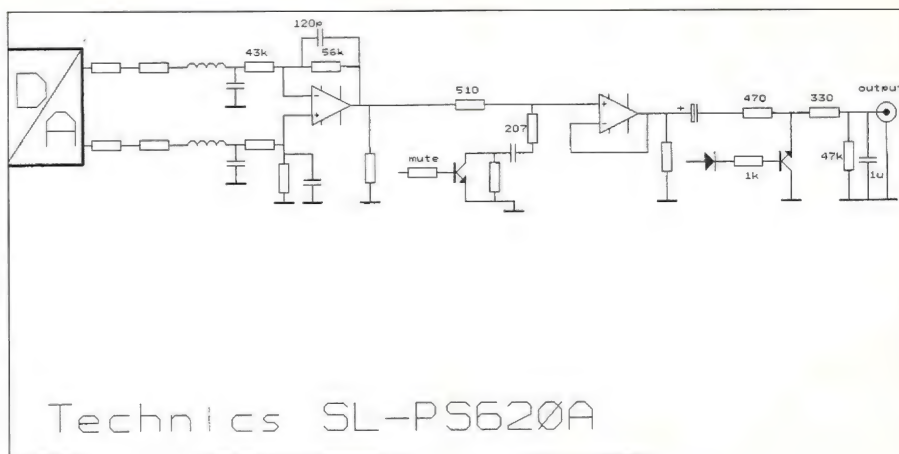 120p
43k
56k
D
A
510
207
mute
output
470
330
1k
47k
1u
Technics SL-PS620A